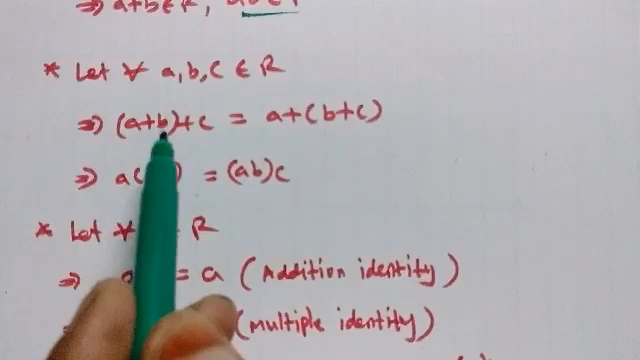 ⇒ a+b∈F,
* Let ∀ a,b,c ∈ R
⇒ (a+b)+c = a+(b+c)
⇒ a( ) = (ab)c
* Let ∀ R
⇒ a = a (Addition identity)
(multiple identity)